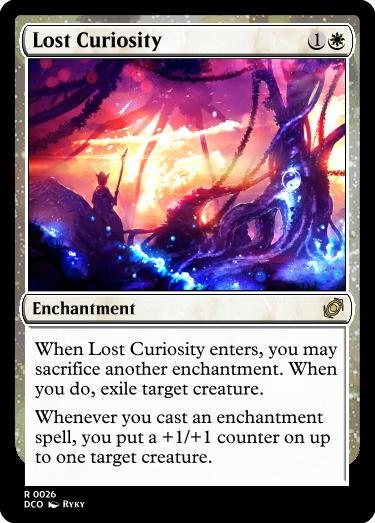 Lost Curiosity 1
Enchantment
When Lost Curiosity enters, you may
sacrifice another enchantment. When
you do, exile target creature.
Whenever you cast an enchantment
spell, you put a +1/+1 counter on up
to one target creature.
R 0026
DCO Ryky